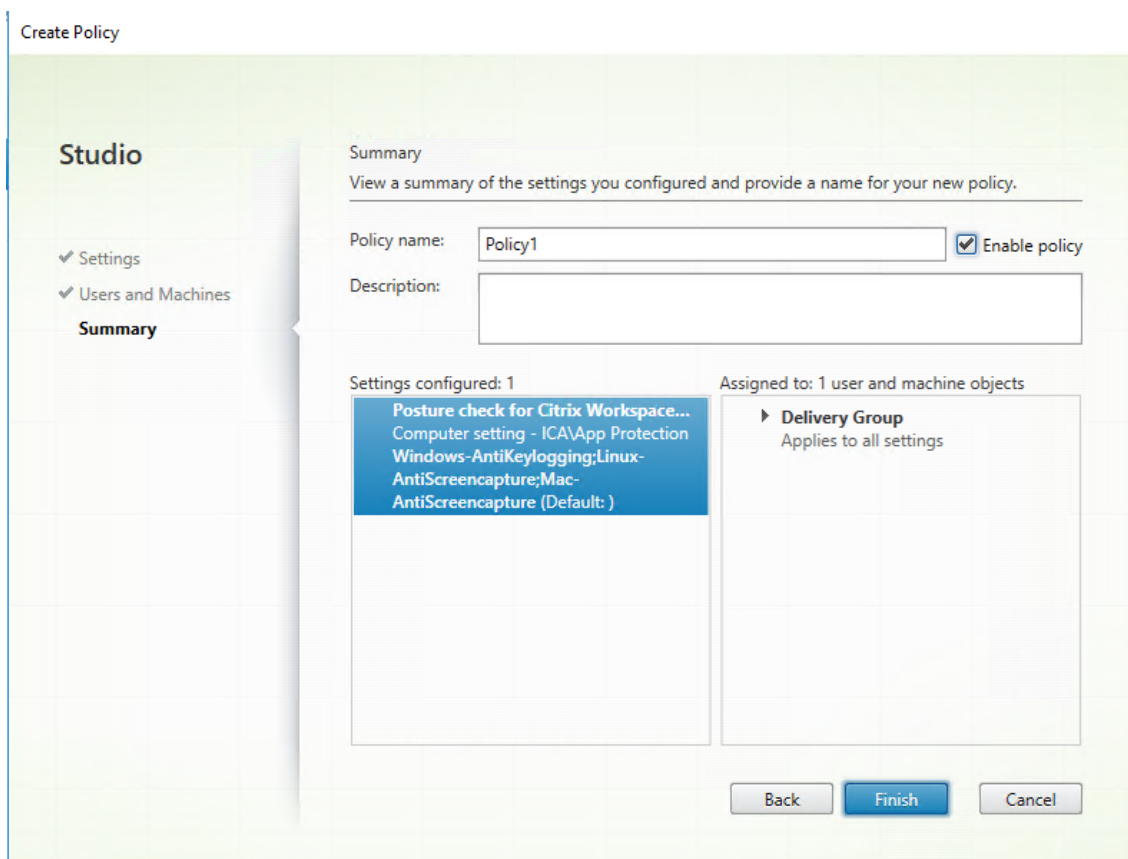 Create Policy
Studio
Settings
Users and Machines
Summary
Summary
View a summary of the settings you configured and provide a name for your new policy.
Policy name:
Policy1
Enable policy
Description:
Settings configured: 1
Posture check for Citrix Workspace...
Computer setting - ICA\App Protection
Windows-AntiKeylogging;Linux-
AntiScreencapture;Mac-
AntiScreencapture (Default: )
Assigned to: 1 user and machine objects
Delivery Group
Applies to all settings
Back
Finish
Cancel